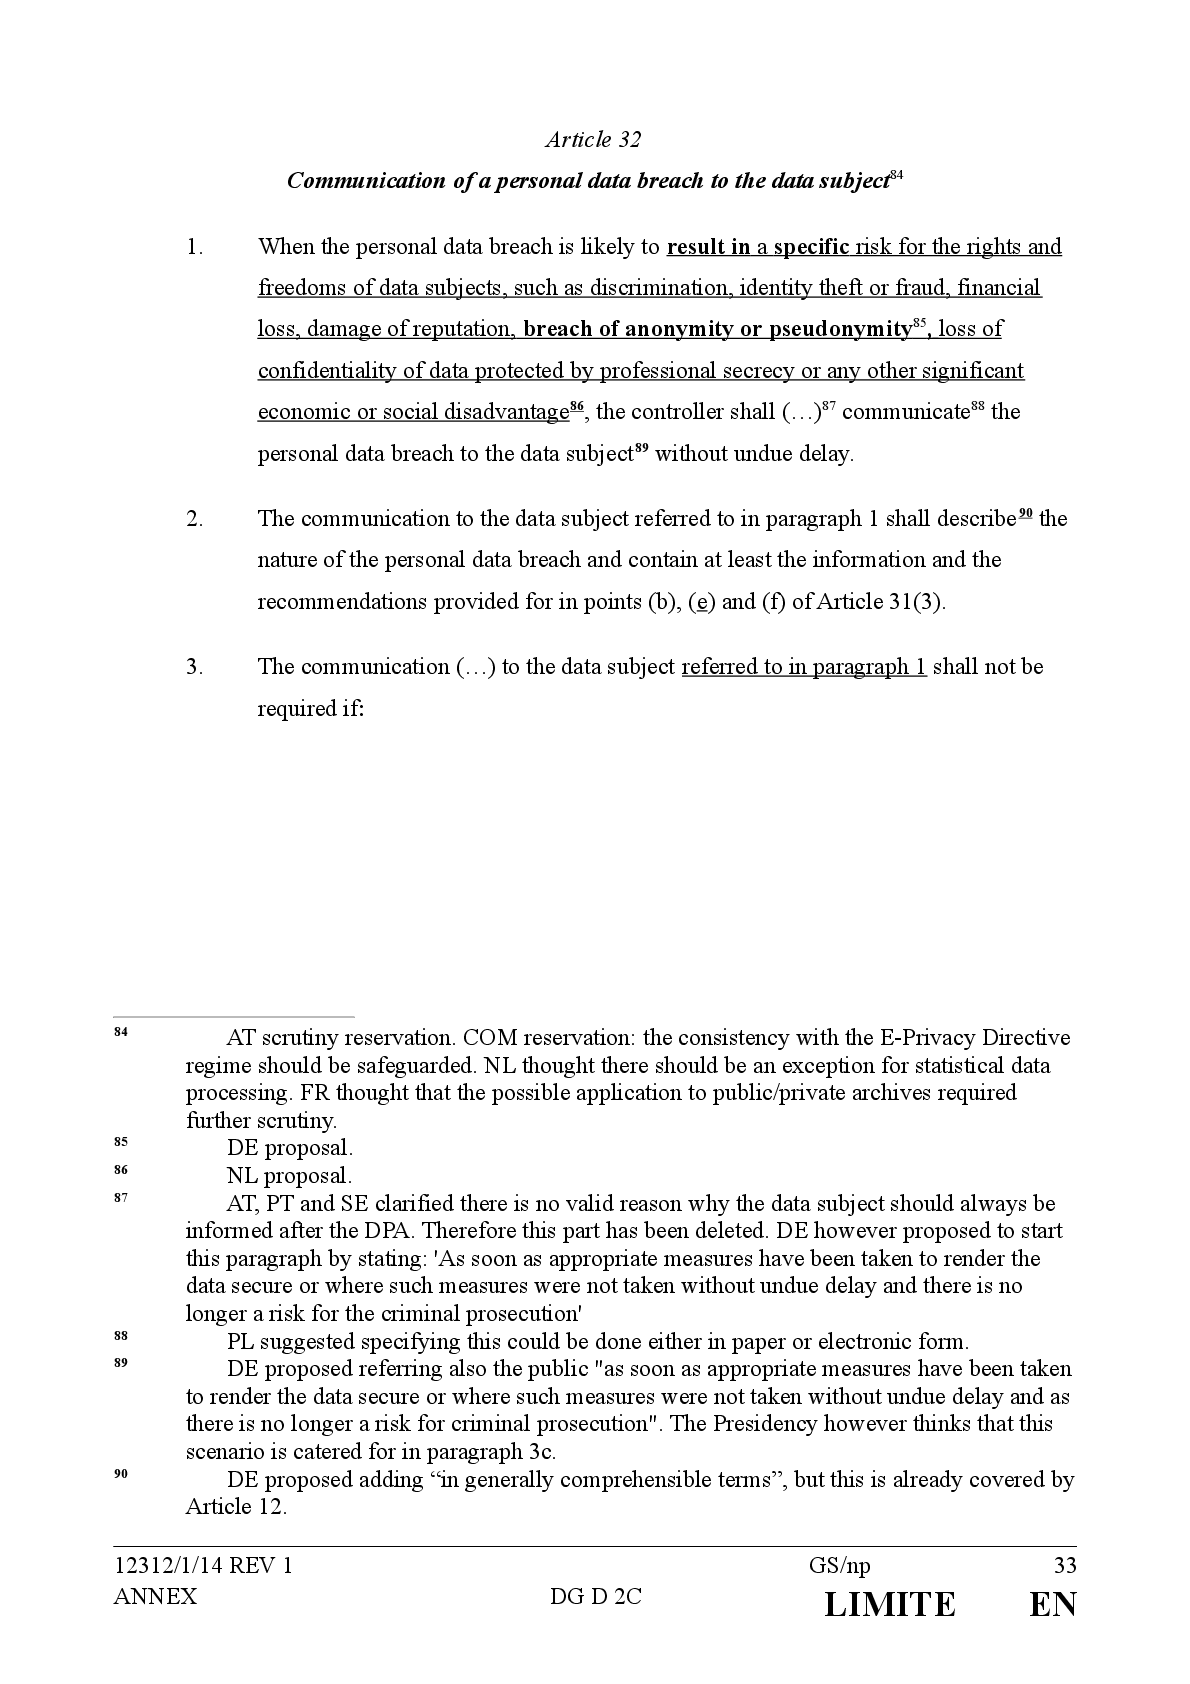 Article 32
Communication of a personal data breach to the data subject84
1. When the personal data breach is likely to result in a specific risk for the rights and
freedoms of data subjects, such as discrimination, identity theft or fraud, financial
loss, damage of reputation, breach of anonymity or pseudonymity85, loss of
confidentiality of data protected by professional secrecy or any other significant
economic or social disadvantage86, the controller shall (…)87 communicate88 the
personal data breach to the data subject89 without undue delay.
2. The communication to the data subject referred to in paragraph 1 shall describe90 the
nature of the personal data breach and contain at least the information and the
recommendations provided for in points (b), (e) and (f) of Article 31(3).
3. The communication (…) to the data subject referred to in paragraph 1 shall not be
required if:
84 AT scrutiny reservation. COM reservation: the consistency with the E-Privacy Directive
regime should be safeguarded. NL thought there should be an exception for statistical data
processing. FR thought that the possible application to public/private archives required
further scrutiny.
85 DE proposal.
86 NL proposal.
87 AT, PT and SE clarified there is no valid reason why the data subject should always be
informed after the DPA. Therefore this part has been deleted. DE however proposed to start
this paragraph by stating: 'As soon as appropriate measures have been taken to render the
data secure or where such measures were not taken without undue delay and there is no
longer a risk for the criminal prosecution'
88 PL suggested specifying this could be done either in paper or electronic form.
89 DE proposed referring also the public "as soon as appropriate measures have been taken
to render the data secure or where such measures were not taken without undue delay and as
there is no longer a risk for criminal prosecution". The Presidency however thinks that this
scenario is catered for in paragraph 3c.
90 DE proposed adding “in generally comprehensible terms”, but this is already covered by
Article 12.
12312/1/14 REV 1 GS/np 33
ANNEX DG D 2C LIMITE EN